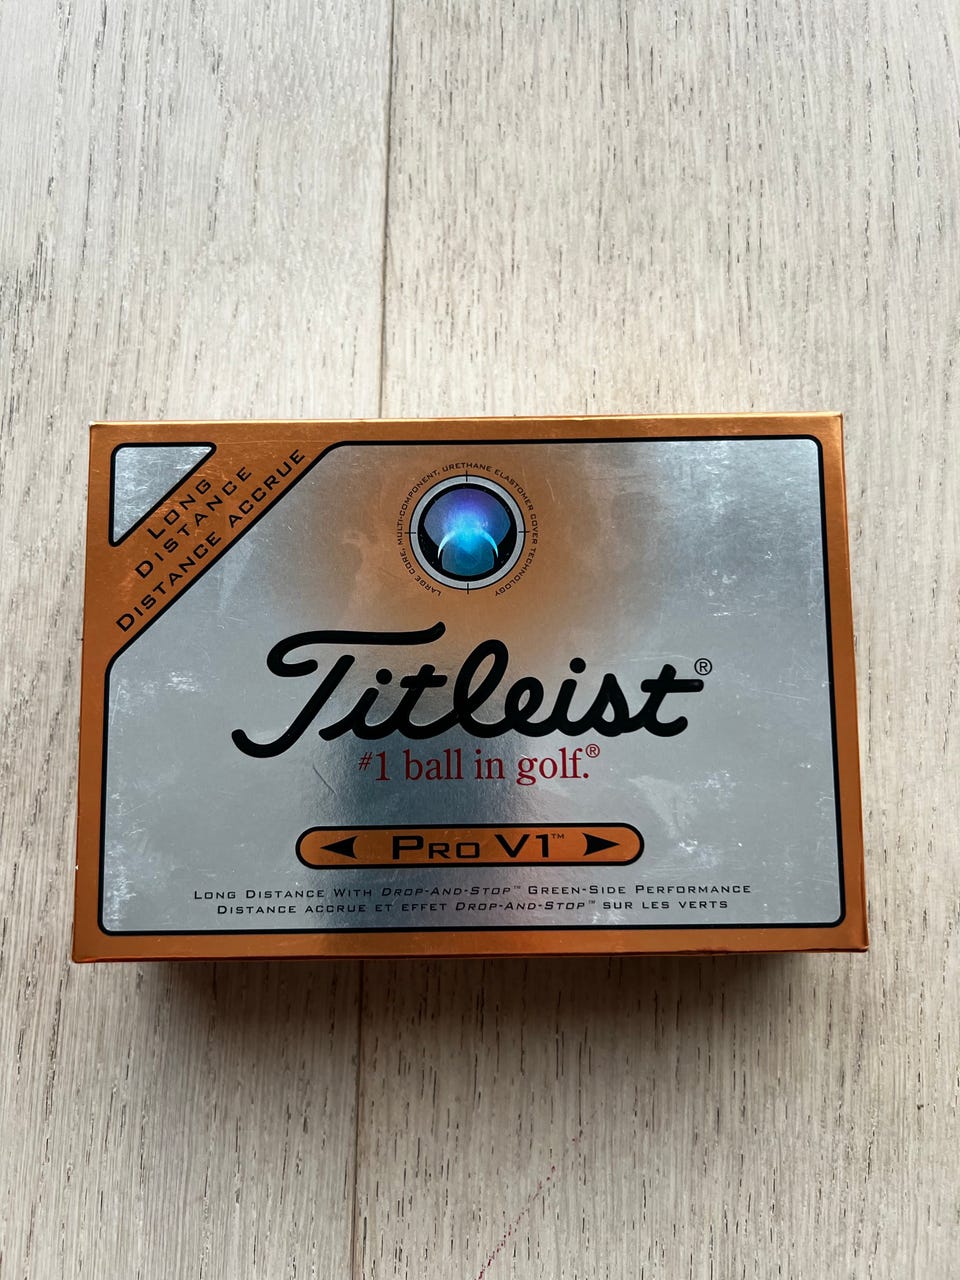 LONG
DISTANCE
DISTANCE ACCRUE
LARGE CORE, MULTI-COMPONENT, URETHANE ELASTOMER COVER TECHNOLOGY
Titleist®
#1 ball in golf.®
PRO V1™
LONG DISTANCE WITH DROP-AND-STOP™ GREEN-SIDE PERFORMANCE
DISTANCE ACCRUE ET EFFET DROP-AND-STOP™ SUR LES VERTS